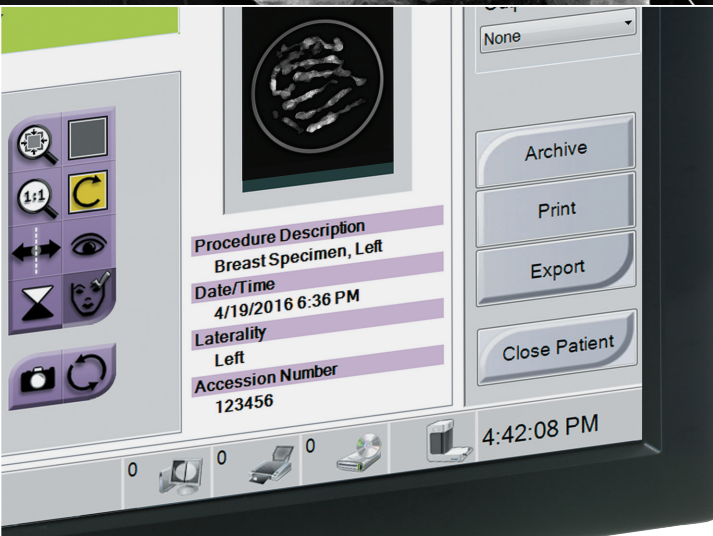 None
Archive
Print
Export
Close Patient
1:1
Procedure Description
Breast Specimen, Left
Date/Time
4/19/2016 6:36 PM
Laterality
Left
Accession Number
123456
0
0
0
4:42:08 PM